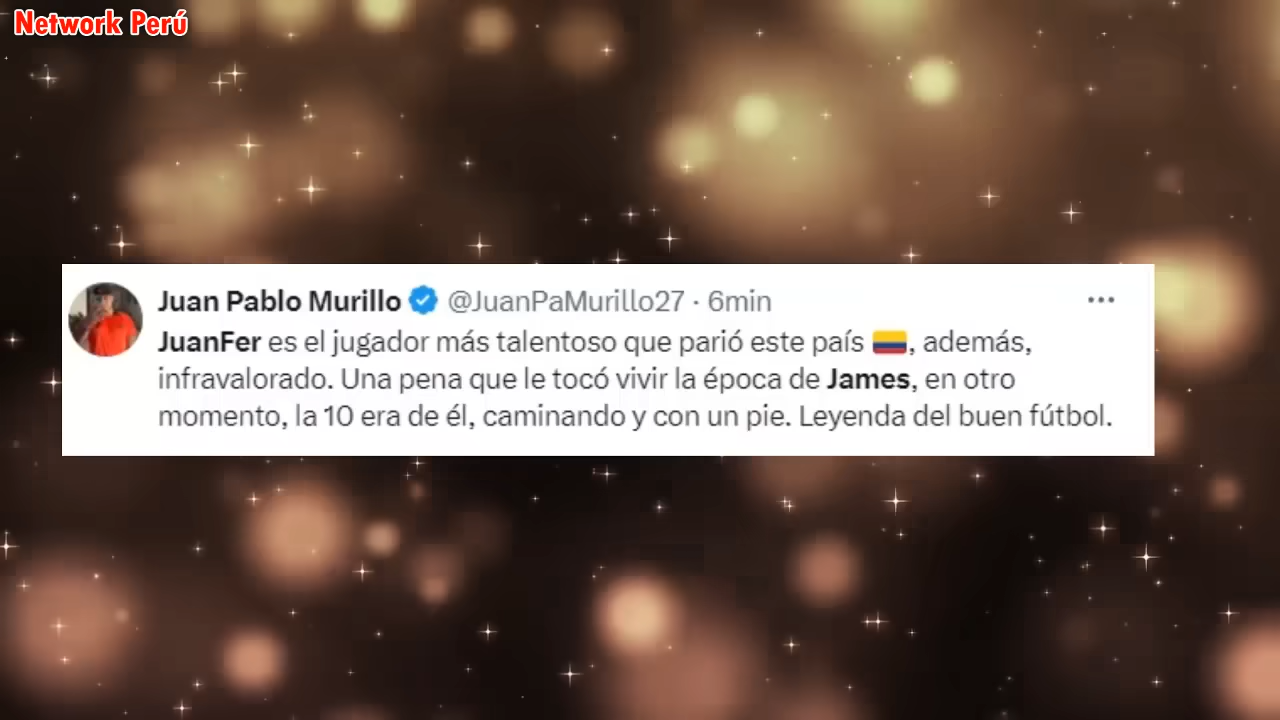 Network Perú
Juan Pablo Murillo @JuanPaMurillo27 · 6min
JuanFer es el jugador más talentoso que parió este país 🇨🇴, además,
infravalorado. Una pena que le tocó vivir la época de James, en otro
momento, la 10 era de él, caminando y con un pie. Leyenda del buen fútbol.